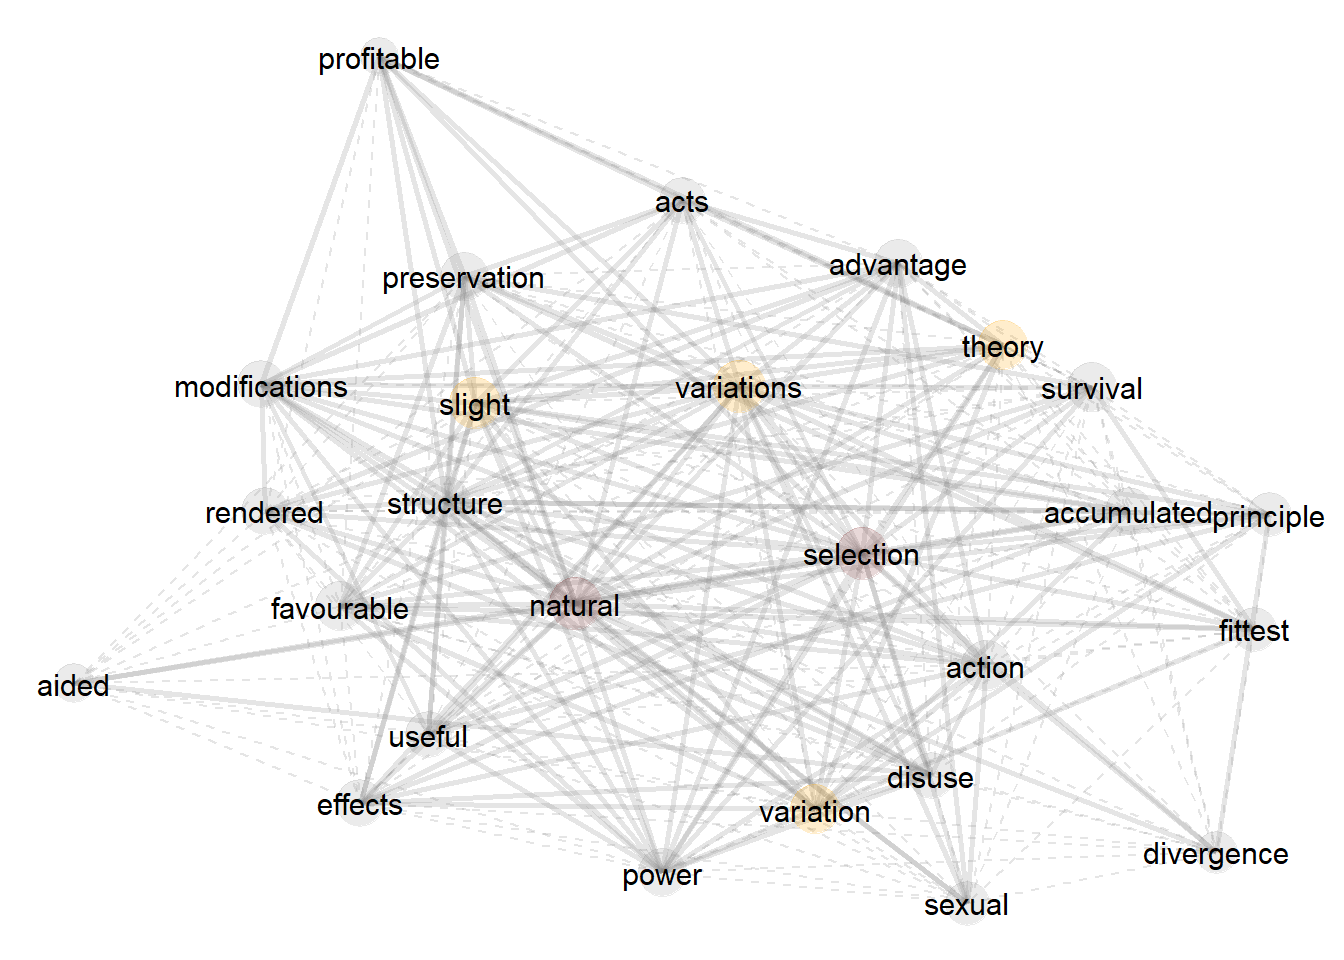 profitable
acts
advantage
preservation
theory
modifications
slight
variations
survival
rendered
structure
accumulated
principle
selection
favourable
natural
fittest
action
aided
useful
disuse
effects
variation
divergence
power
sexual